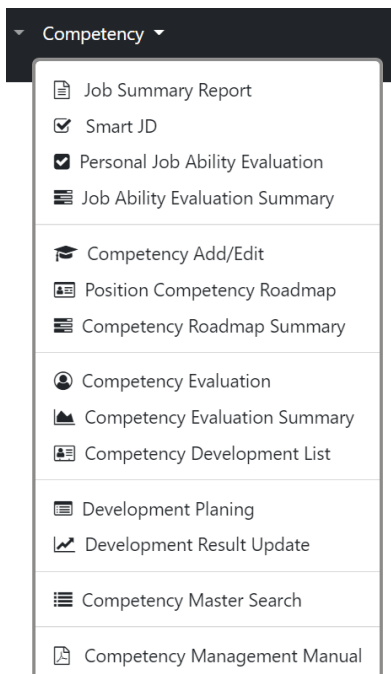 Competency
Job Summary Report
Smart JD
Personal Job Ability Evaluation
Job Ability Evaluation Summary
Competency Add/Edit
Position Competency Roadmap
Competency Roadmap Summary
Competency Evaluation
Competency Evaluation Summary
Competency Development List
Development Planing
Development Result Update
Competency Master Search
Competency Management Manual